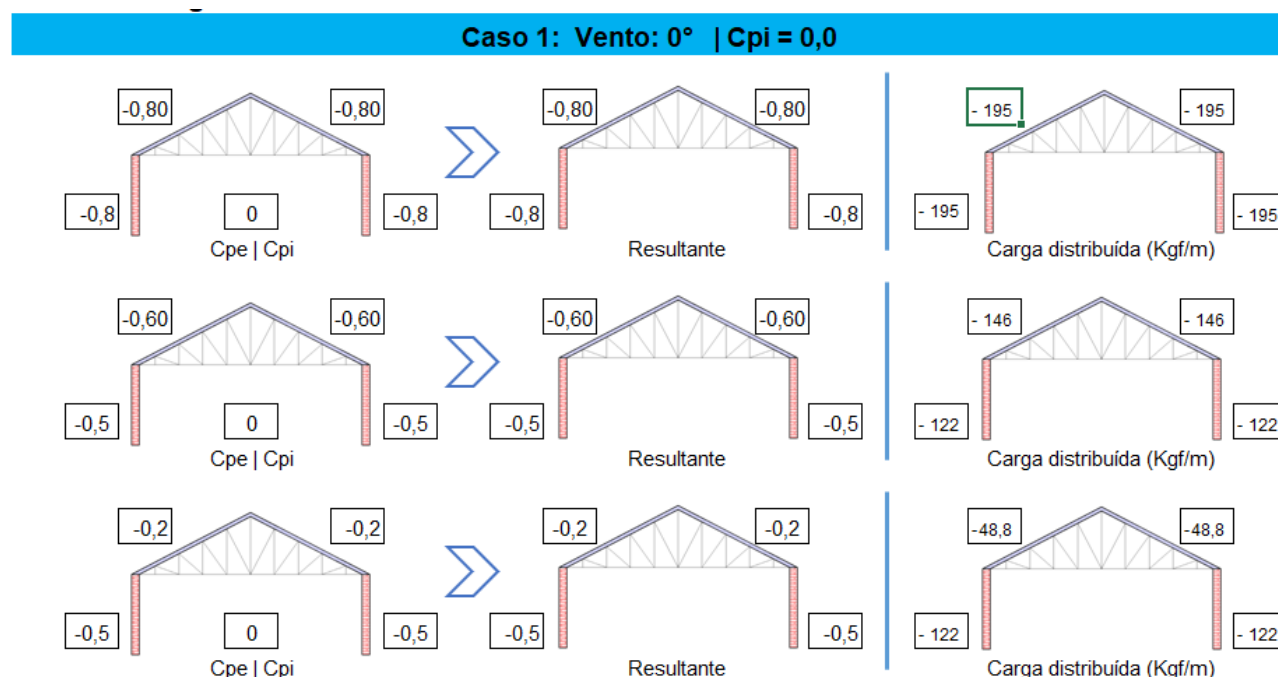 Caso 1: Vento: 0° | Cpi = 0,0
-0,80 -0,80 -0,80 -0,80 - 195 - 195
-0,8 0 -0,8 -0,8 -0,8 - 195 - 195
Cpe | Cpi Resultante Carga distribuída (Kgf/m)
-0,60 -0,60 -0,60 -0,60 - 146 - 146
-0,5 0 -0,5 -0,5 -0,5 - 122 - 122
Cpe | Cpi Resultante Carga distribuída (Kgf/m)
-0,2 -0,2 -0,2 -0,2 -48,8 -48,8
-0,5 0 -0,5 -0,5 -0,5 - 122 - 122
Cpe | Cpi Resultante Carga distribuída (Kgf/m)